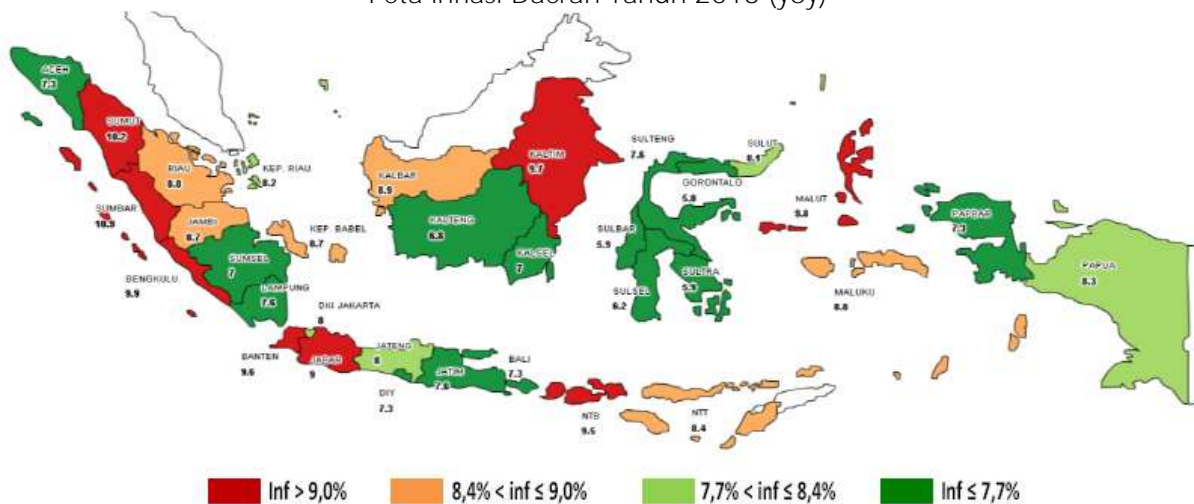 Peta Inflasi Daerah Tahun 2013 (yoy)
ACEH
7.3
SUMUT
10.2
RIAU
8.8
KEP. RIAU
8.2
SUMBAR
10.9
JAMBI
8.7
KEP. BABEL
8.7
SUMSEL
7
BENGKULU
9.9
LAMPUNG
7.6
DKI JAKARTA
8
BANTEN
9.6
JABAR
9
JATENG
8
DIY
7.3
JATIM
7.6
BALI
7.3
NTB
9.5
NTT
8.4
KALBAR
8.9
KALTENG
6.8
KALSEL
7
KALTIM
9.7
SULTENG
7.6
SULUT
8.1
GORONTALO
5.8
SULBAR
5.9
SULTRA
5.9
SULSEL
6.2
MALUT
9.8
MALUKU
8.8
PAPBAR
7.3
PAPUA
8.3
Inf > 9,0%
8,4% < inf ≤ 9,0%
7,7% < inf ≤ 8,4%
Inf ≤ 7,7%